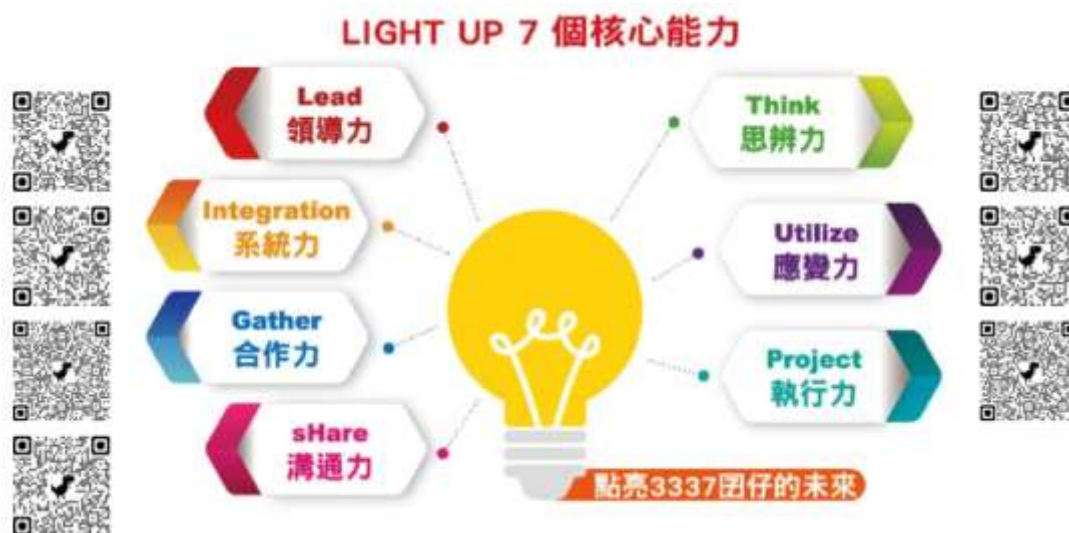 LIGHT UP 7 個核心能力
Lead
領導力
Integration
系統力
Gather
合作力
sHare
溝通力
Think
思辨力
Utilize
應變力
Project
執行力
點亮3337囝仔的未來